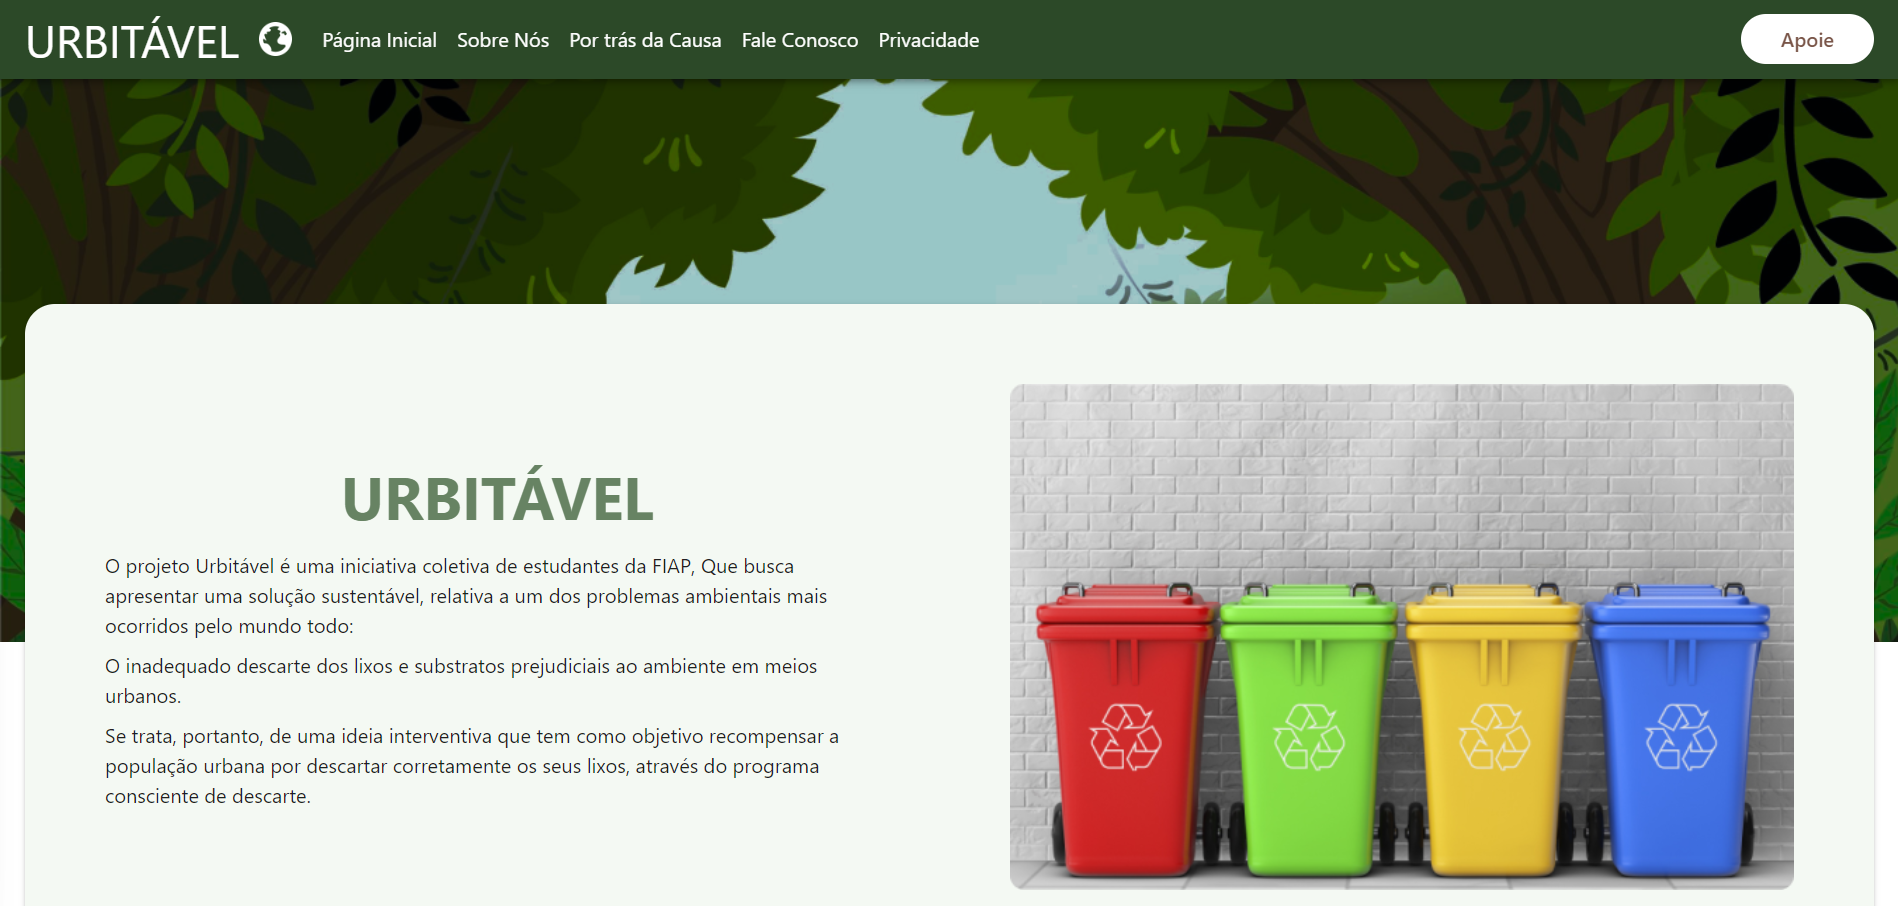 URBITÁVEL Página Inicial Sobre Nós Por trás da Causa Fale Conosco Privacidade Apoie
URBITÁVEL
O projeto Urbitável é uma iniciativa coletiva de estudantes da FIAP, Que busca
apresentar uma solução sustentável, relativa a um dos problemas ambientais mais
ocorridos pelo mundo todo:
O inadequado descarte dos lixos e substratos prejudiciais ao ambiente em meios
urbanos.
Se trata, portanto, de uma ideia interventiva que tem como objetivo recompensar a
população urbana por descartar corretamente os seus lixos, através do programa
consciente de descarte.